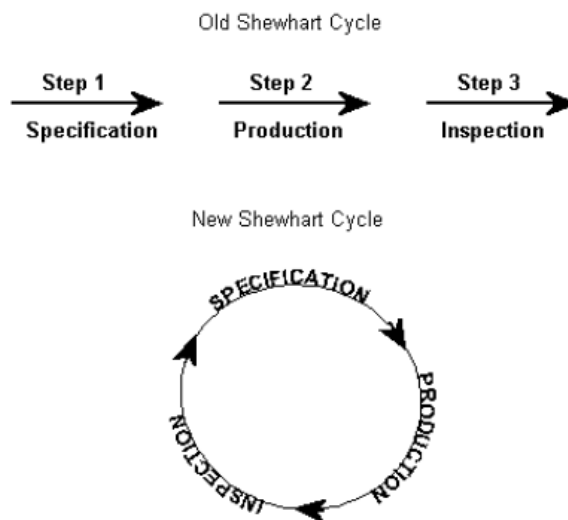 Old Shewhart Cycle
Step 1 Step 2 Step 3
Specification Production Inspection
New Shewhart Cycle
SPECIFICATION
PRODUCTION
INSPECTION